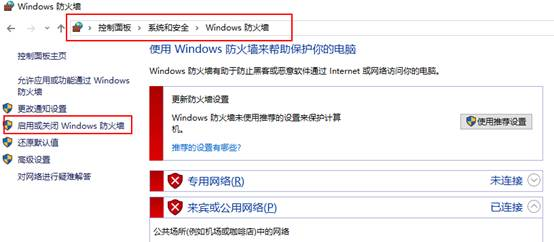 Windows 防火墙
控制面板 › 系统和安全 › Windows 防火墙
控制面板主页
允许应用或功能通过 Windows
防火墙
更改通知设置
启用或关闭 Windows 防火墙
还原默认值
高级设置
对网络进行疑难解答
使用 Windows 防火墙来帮助保护你的电脑
Windows 防火墙有助于防止黑客或恶意软件通过 Internet 或网络访问你的电脑。
更新防火墙设置
Windows 防火墙未使用推荐的设置来保护计算
机。
使用推荐设置
推荐的设置有哪些?
专用网络(R) 未连接
来宾或公用网络(P) 已连接
公共场所(例如机场或咖啡店)中的网络